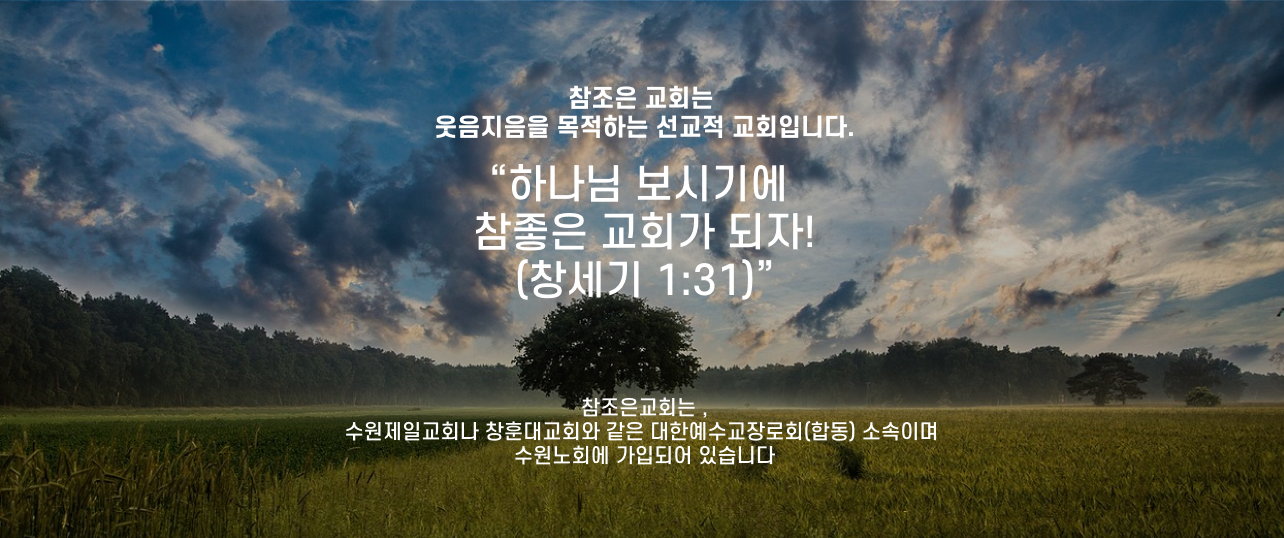 참조은 교회는
웃음지음을 목적하는 선교적 교회입니다.
“하나님 보시기에
참좋은 교회가 되자!
(창세기 1:31)”
참조은교회는 ,
수원제일교회나 창훈대교회와 같은 대한예수교장로회(합동) 소속이며
수원노회에 가입되어 있습니다